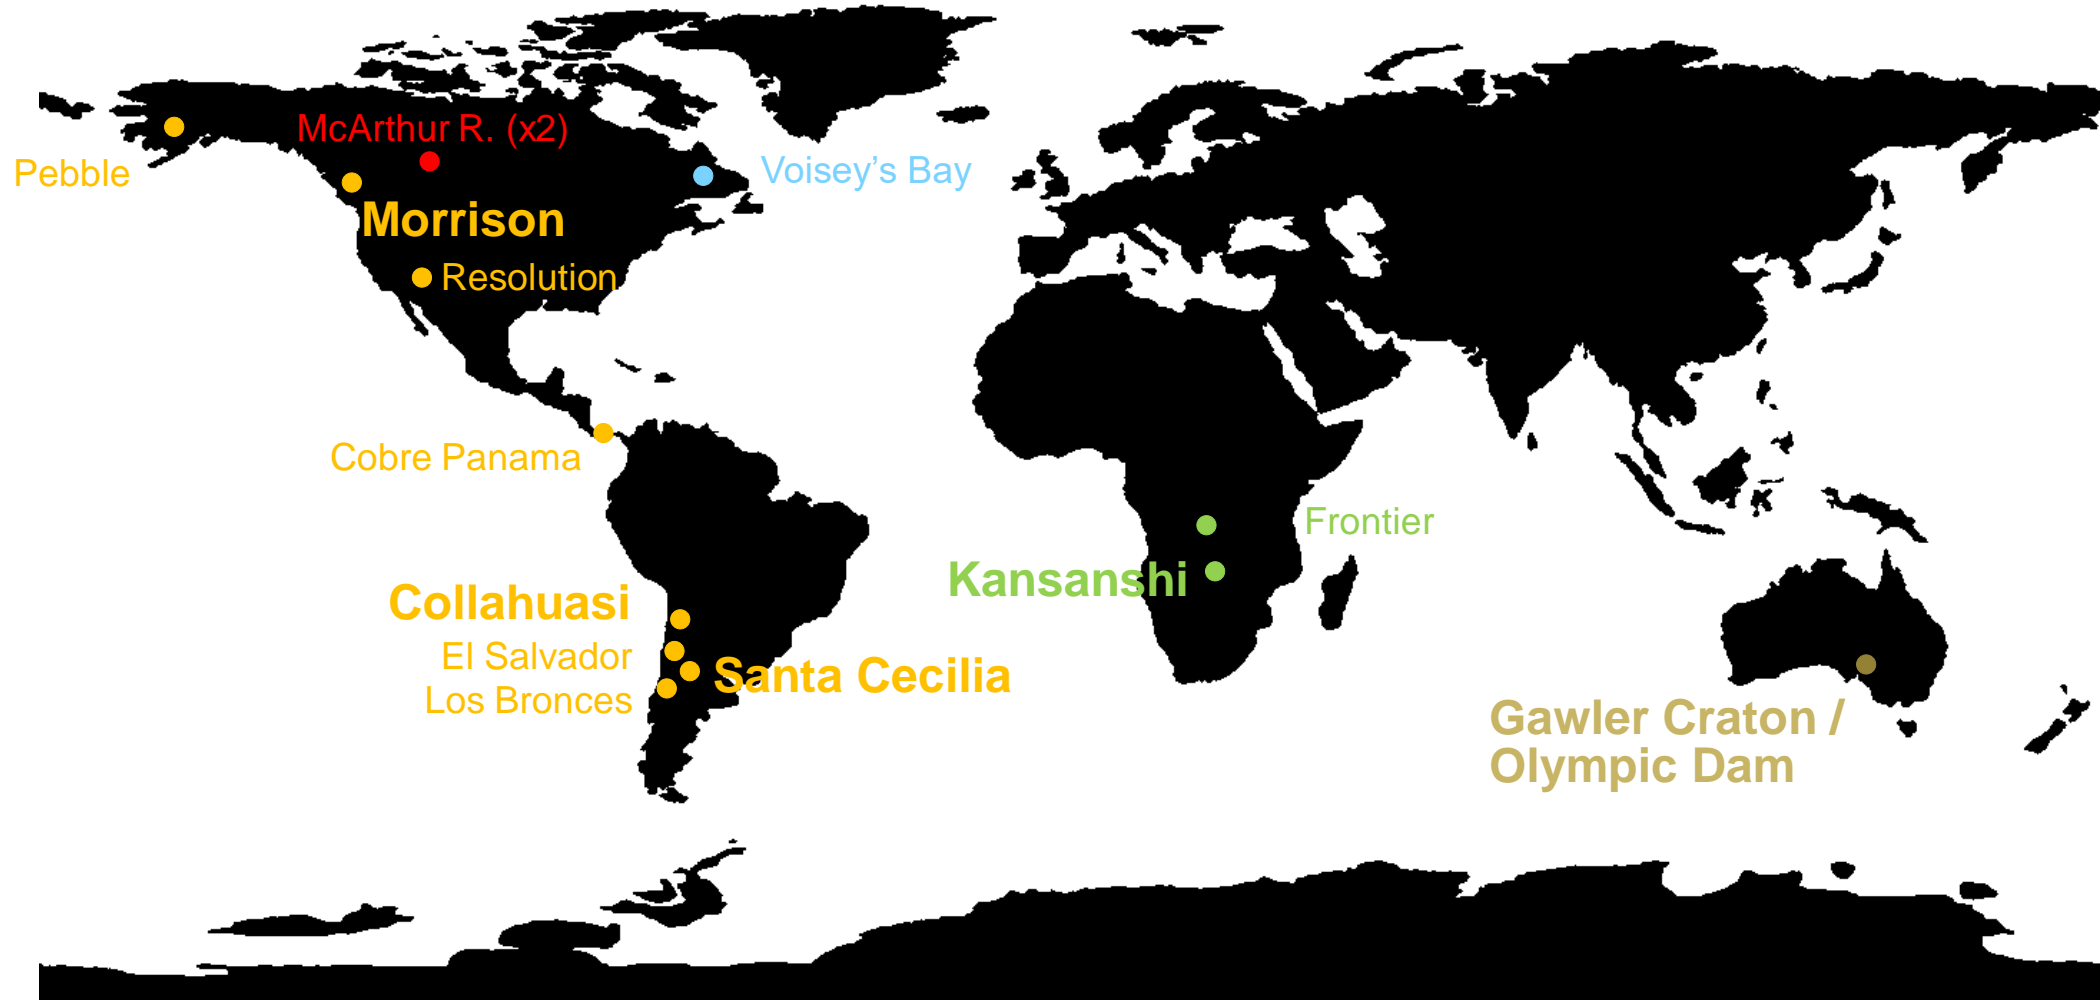 McArthur R. (x2)
Pebble
Voisey’s Bay
Morrison
Resolution
Cobre Panama
Frontier
Kansanshi
Collahuasi
El Salvador
Santa Cecilia
Los Bronces
Gawler Craton /
Olympic Dam